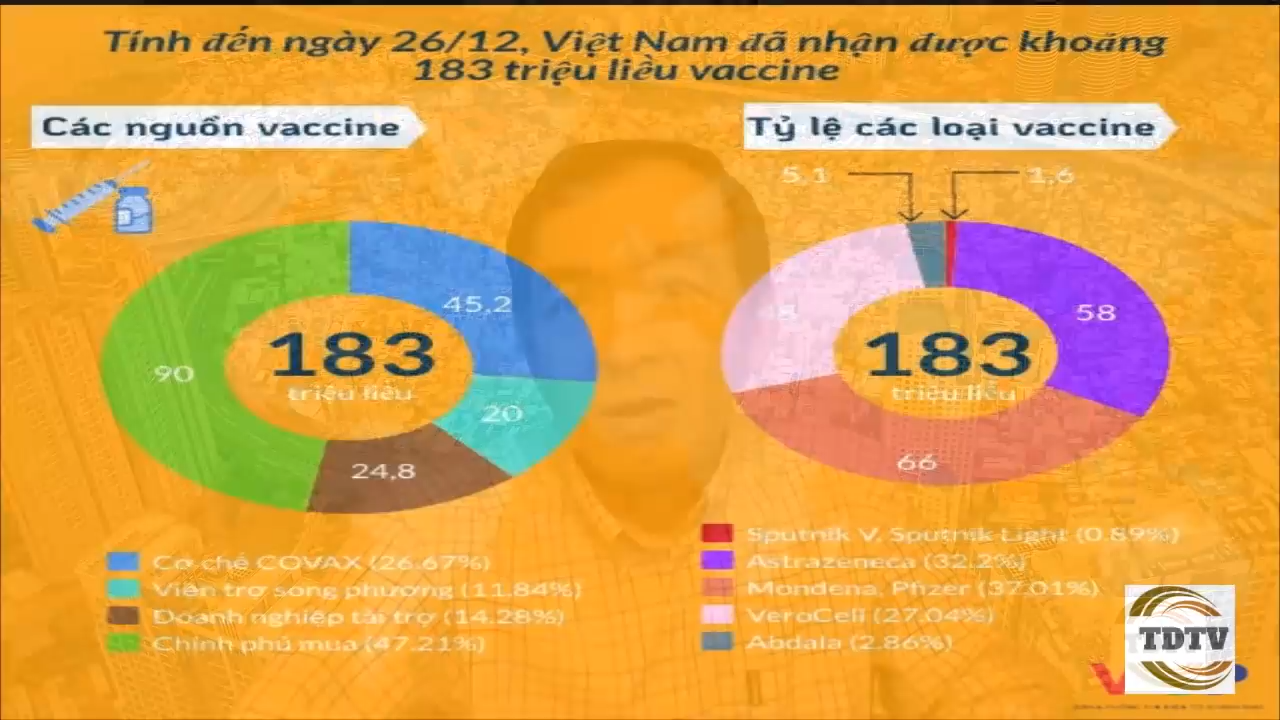 Tính đến ngày 26/12, Việt Nam đã nhận được khoảng
183 triệu liều vaccine
Các nguồn vaccine
Tỷ lệ các loại vaccine
45,2
20
24,8
90
183
triệu liều
5,1
1,6
58
66
48
183
triệu liều
Cơ chế COVAX (26.67%)
Viện trợ song phương (11.84%)
Doanh nghiệp tài trợ (14.28%)
Chính phủ mua (47.21%)
Sputnik V, Sputnik Light (0.89%)
Astrazeneca (32.2%)
Mondena, Phzer (37.01%)
VeroCell (27.04%)
Abdala (2.86%)
TDTV